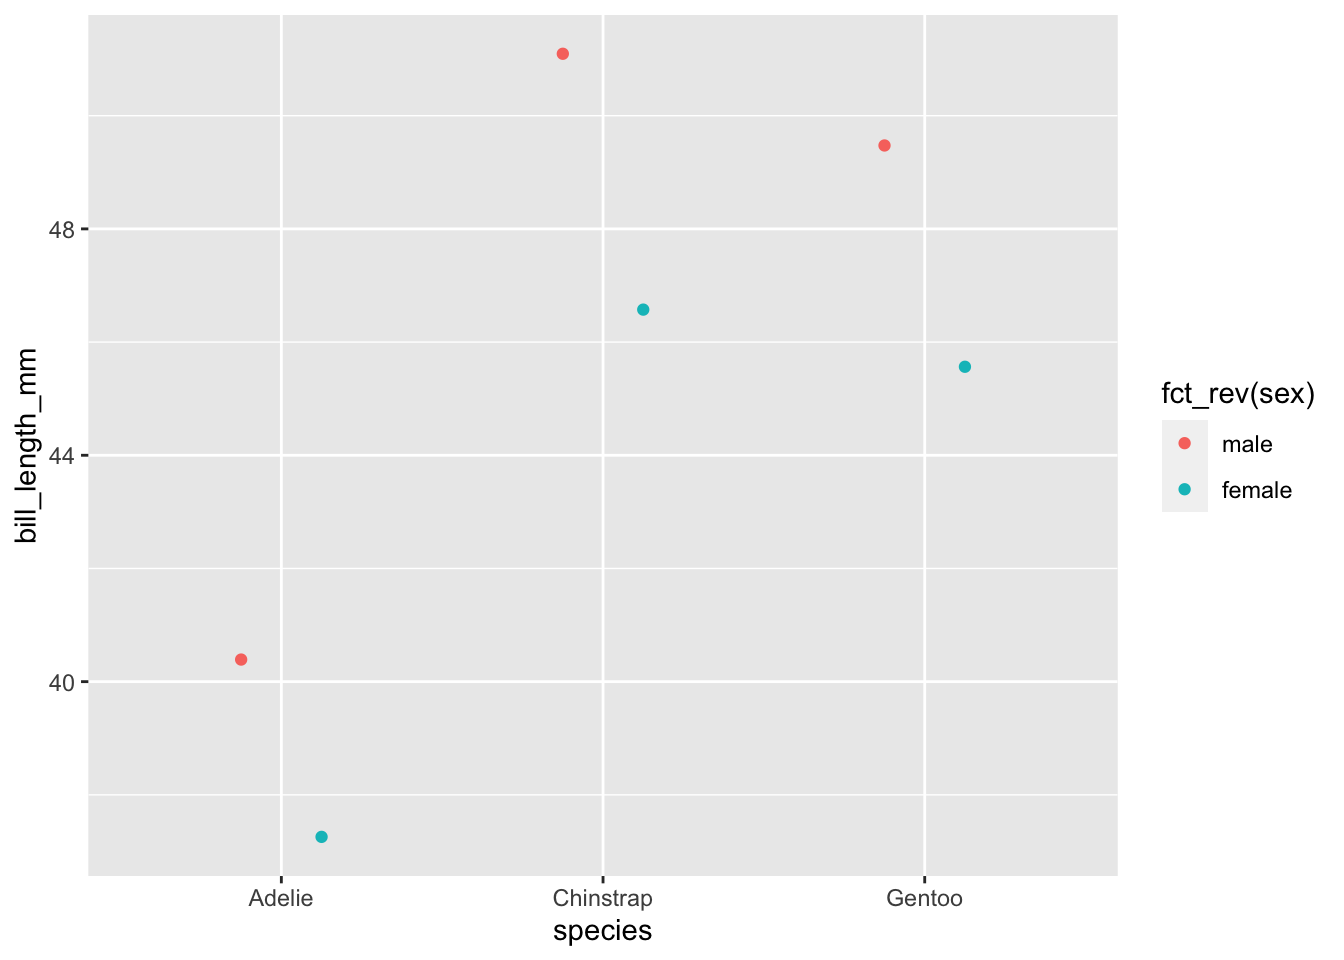 48
44
40
bill_length_mm
Adelie
Chinstrap
Gentoo
species
fct_rev(sex)
male
female